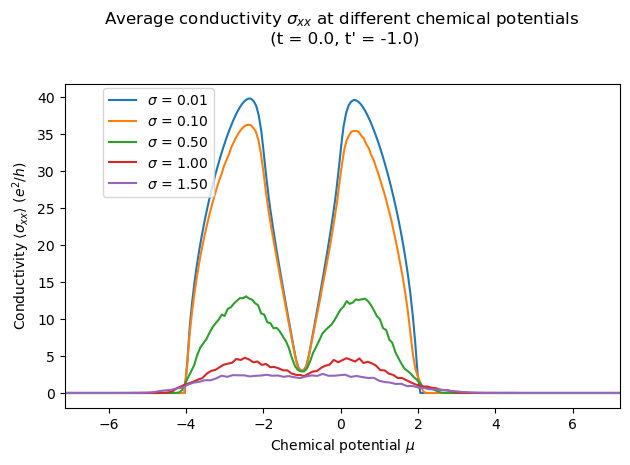 Average conductivity σxx at different chemical potentials
(t = 0.0, t' = -1.0)
σ = 0.01
σ = 0.10
σ = 0.50
σ = 1.00
σ = 1.50
Conductivity ⟨σxx⟩ (e²/h)
40
35
30
25
20
15
10
5
0
−6 −4 −2 0 2 4 6
Chemical potential μ